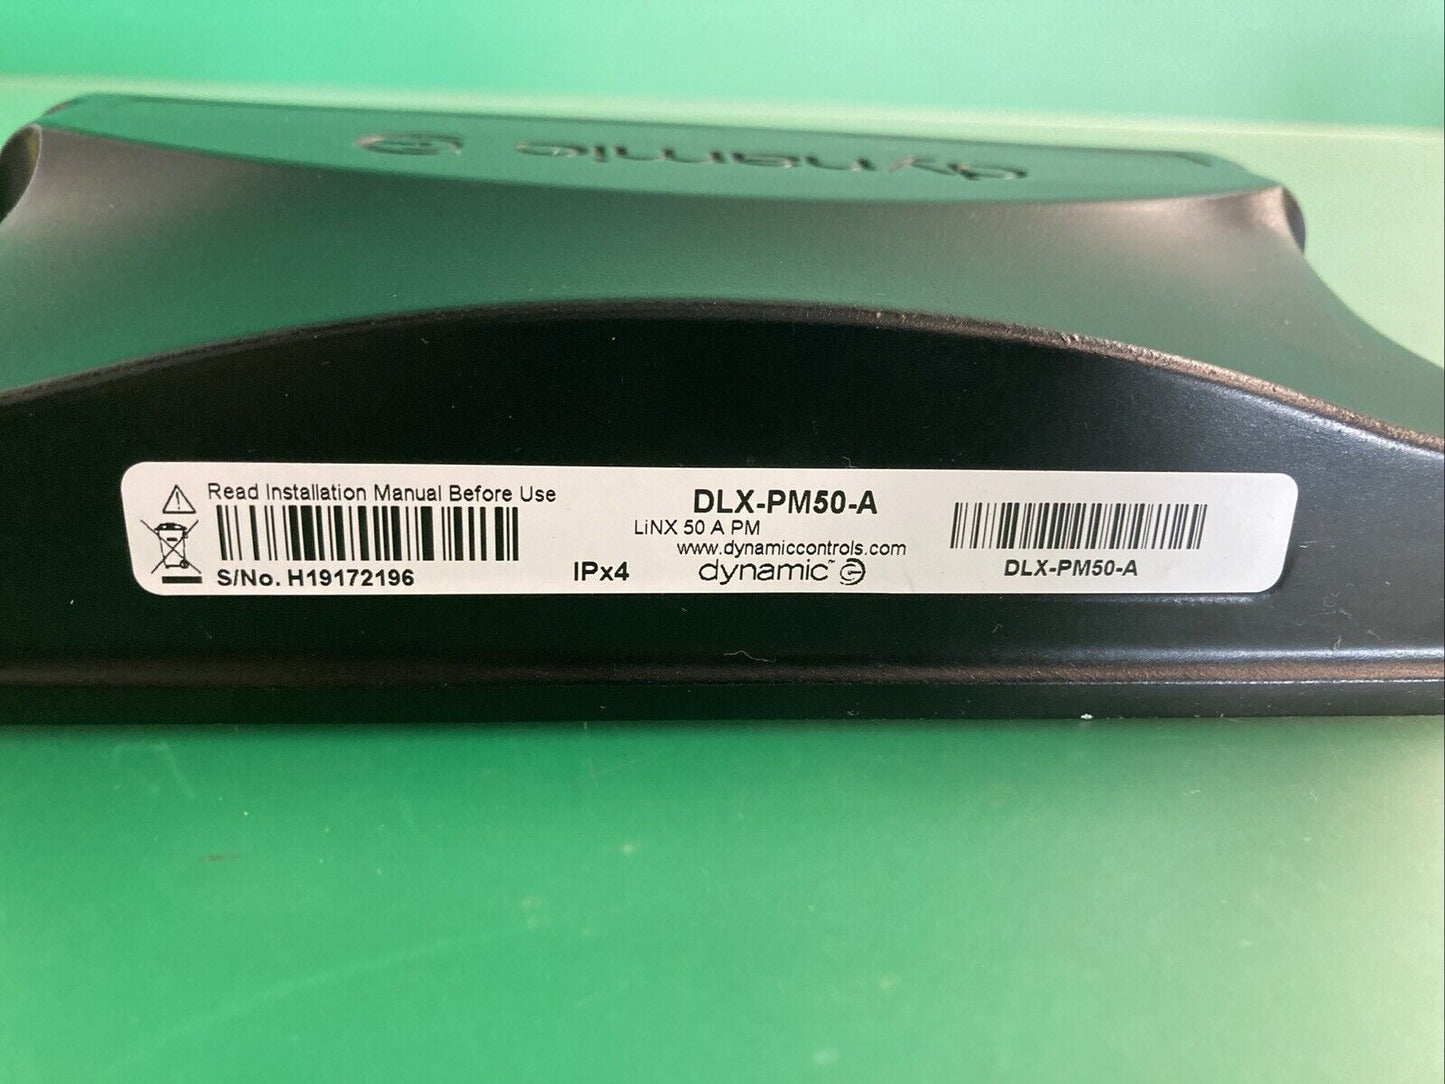 dynamic
Read Installation Manual Before Use
S/No. H19172196
IPx4
DLX-PM50-A
LiNX 50 A PM
www.dynamiccontrols.com
dynamic™
DLX-PM50-A